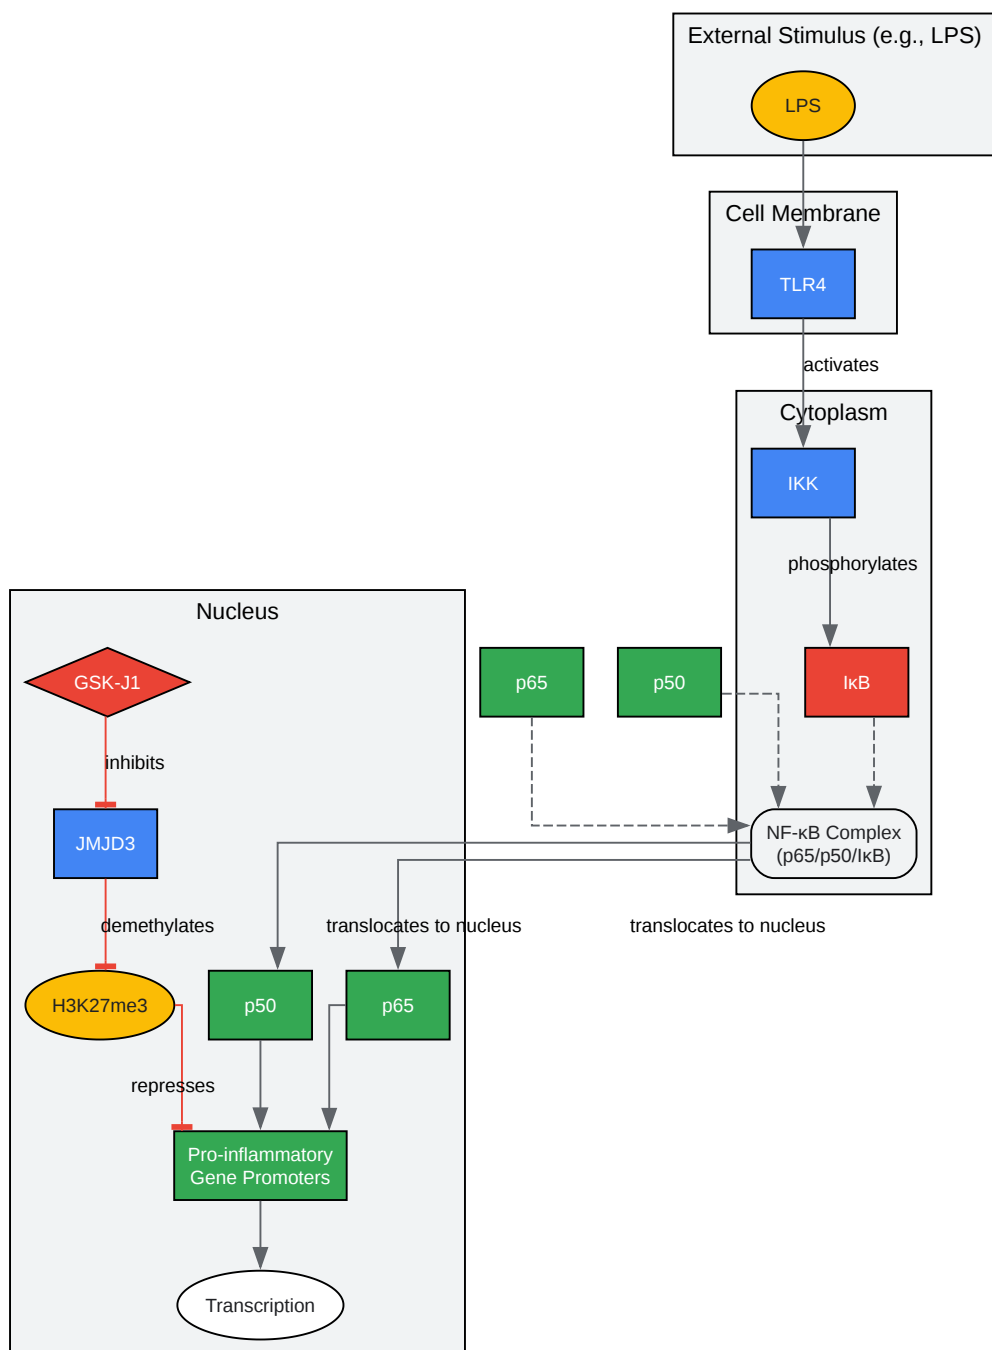 External Stimulus (e.g., LPS)
LPS
Cell Membrane
TLR4
activates
Cytoplasm
IKK
phosphorylates
Nucleus
GSK-J1
p65
p50
IκB
inhibits
JMJD3
NF-κB Complex
(p65/p50/IκB)
demethylates
translocates to nucleus
translocates to nucleus
H3K27me3
p50
p65
represses
Pro-inflammatory
Gene Promoters
Transcription